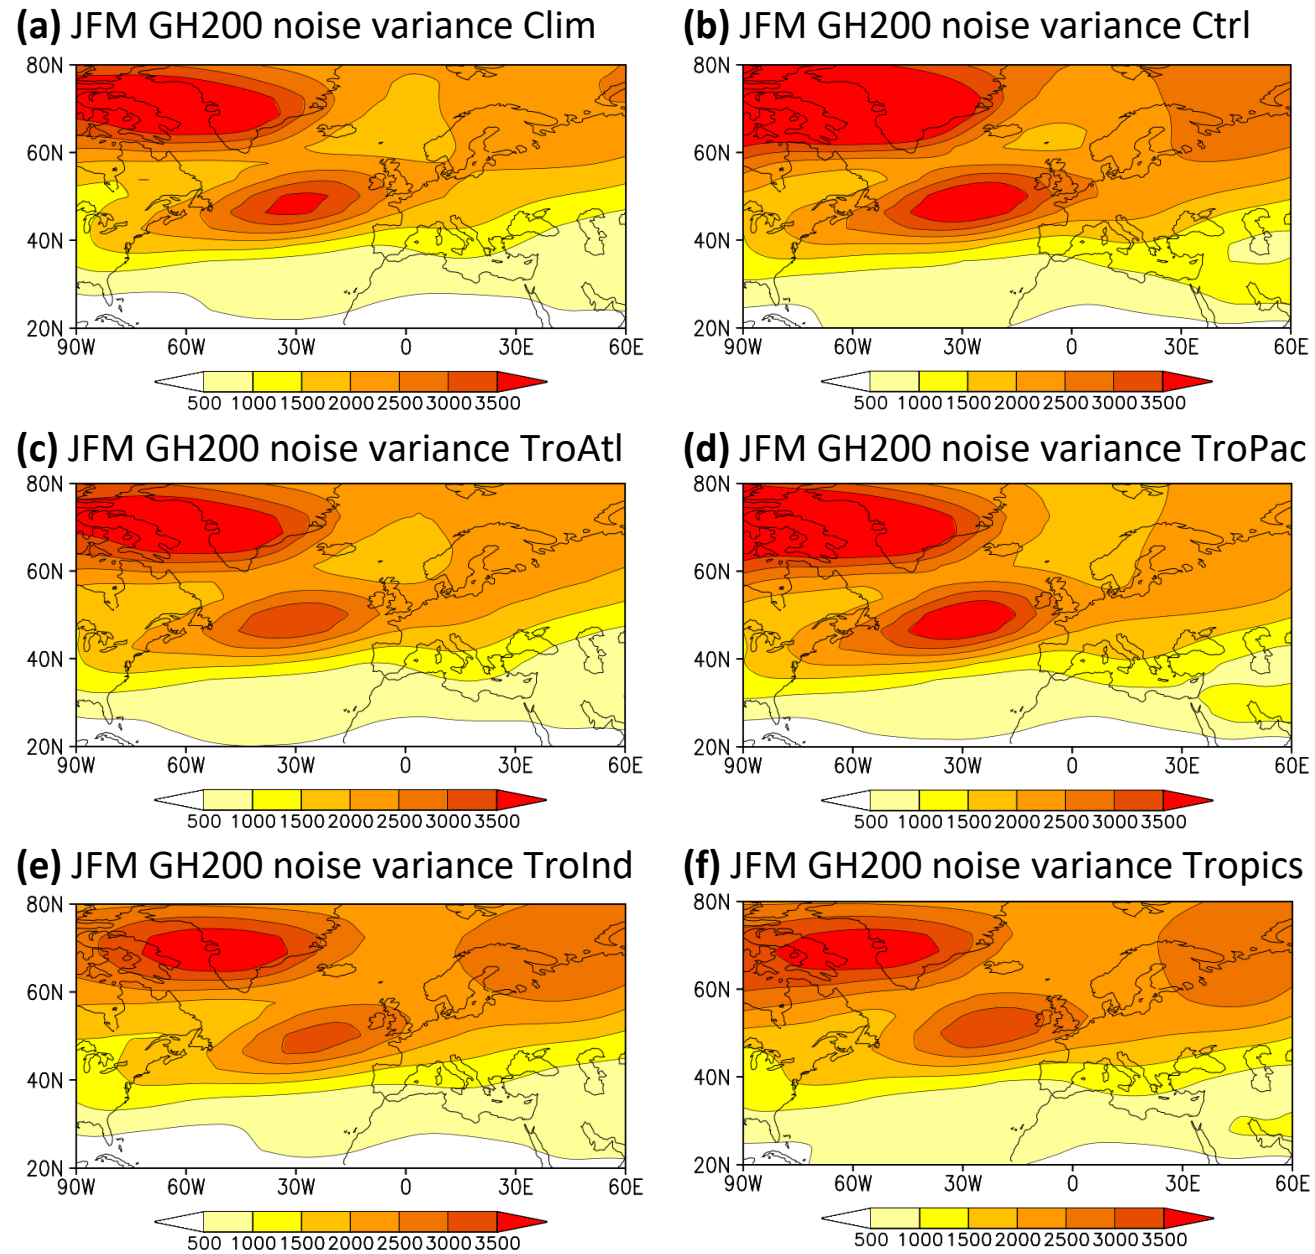 (a) JFM GH200 noise variance Clim
(b) JFM GH200 noise variance Ctrl
80N
60N
40N
20N
90W 60W 30W 0 30E 60E
500 1000 1500 2000 2500 3000 3500
80N
60N
40N
20N
90W 60W 30W 0 30E 60E
500 1000 1500 2000 2500 3000 3500
(c) JFM GH200 noise variance TroAtl
(d) JFM GH200 noise variance TroPac
80N
60N
40N
20N
90W 60W 30W 0 30E 60E
500 1000 1500 2000 2500 3000 3500
80N
60N
40N
20N
90W 60W 30W 0 30E 60E
500 1000 1500 2000 2500 3000 3500
(e) JFM GH200 noise variance TroInd
(f) JFM GH200 noise variance Tropics
80N
60N
40N
20N
90W 60W 30W 0 30E 60E
500 1000 1500 2000 2500 3000 3500
80N
60N
40N
20N
90W 60W 30W 0 30E 60E
500 1000 1500 2000 2500 3000 3500